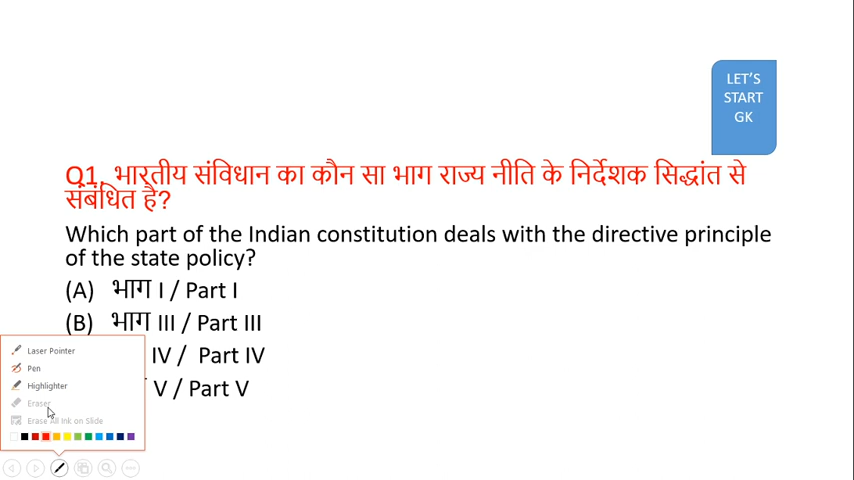 LET'S
START
GK
Q1. भारतीय संविधान का कौन सा भाग राज्य नीति के निर्देशक सिद्धांत से
संबंधित है?
Which part of the Indian constitution deals with the directive principle
of the state policy?
(A) भाग I / Part I
(B) भाग III / Part III
IV / Part IV
V / Part V
Laser Pointer
Pen
Highlighter
Eraser
Erase All Ink on Slide